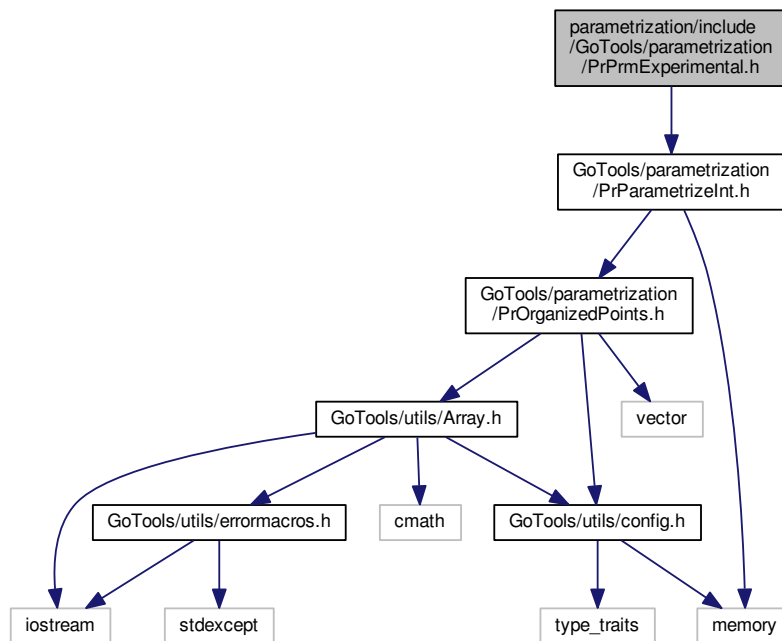 parametrization/include
/GoTools/parametrization
/PrPrmExperimental.h
GoTools/parametrization
/PrParametrizeInt.h
GoTools/parametrization
/PrOrganizedPoints.h
GoTools/utils/Array.h
vector
GoTools/utils/errormacros.h
cmath
GoTools/utils/config.h
iostream
stdexcept
type_traits
memory